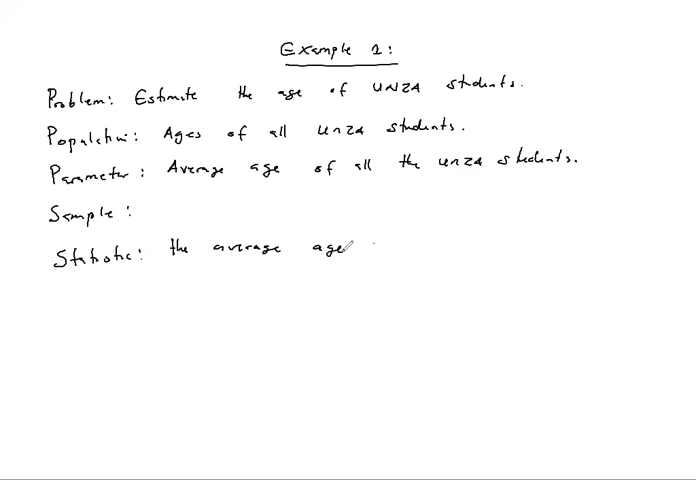 Example 1:
Problem: Estimate the age of UNZA students.
Population: Ages of all unza students.
Parameter: Average age of all the unza students.
Sample:
Statistic: the average age